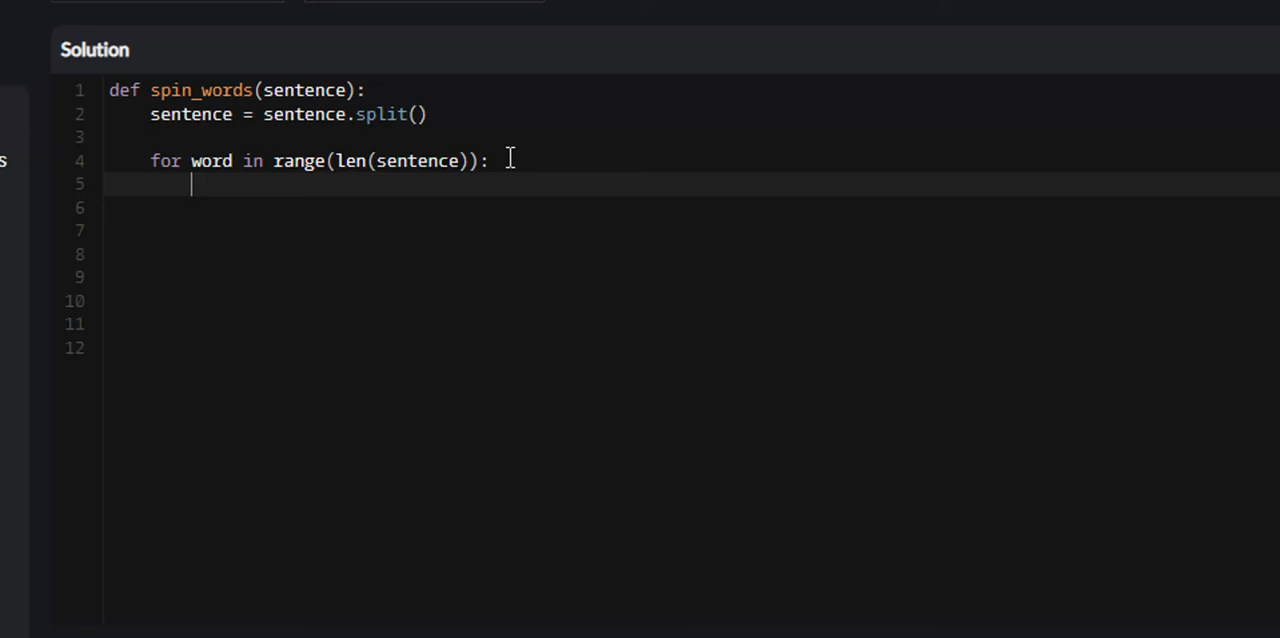 Solution
1 def spin_words(sentence):
2 sentence = sentence.split()
3
s
4 for word in range(len(sentence)):
5
6
7
8
9
10
11
12